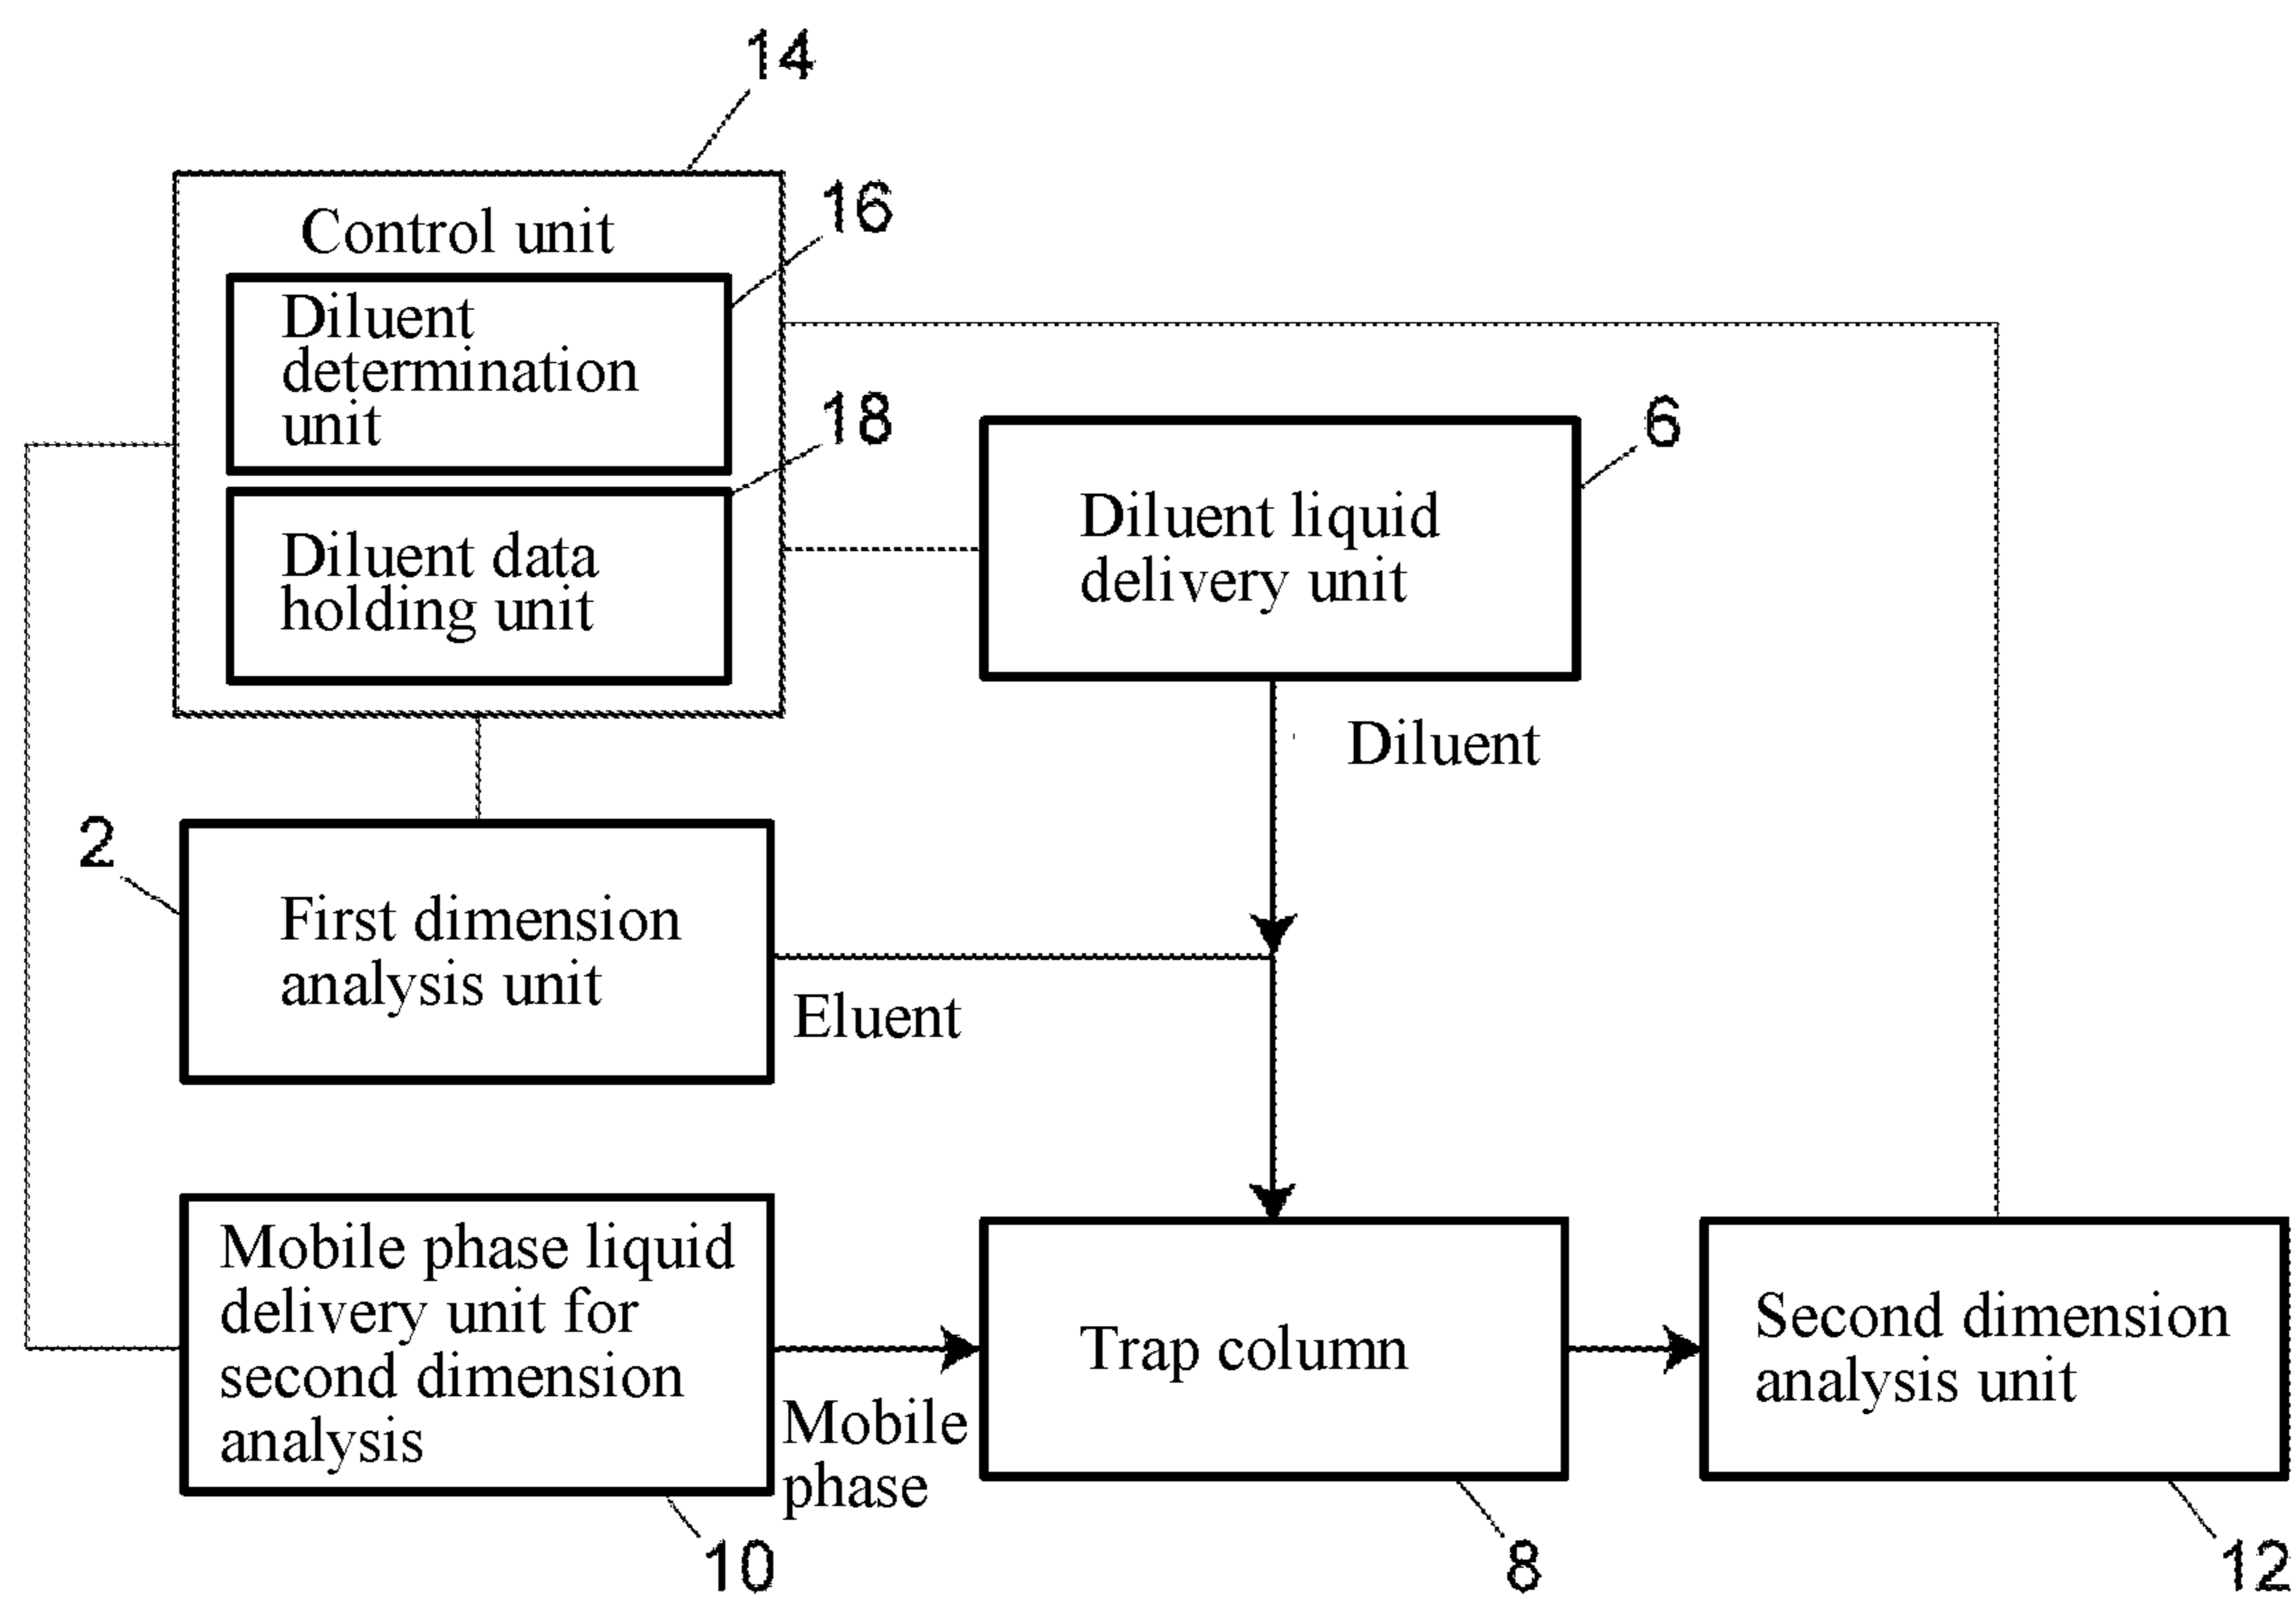 14
16
Control unit
Diluent
determination
unit
18
6
Diluent data
holding unit
Diluent liquid
delivery unit
Diluent
2
First dimension
analysis unit
Eluent
Mobile phase liquid
delivery unit for
second dimension
analysis
Mobile
phase
Trap column
Second dimension
analysis unit
10
8
12